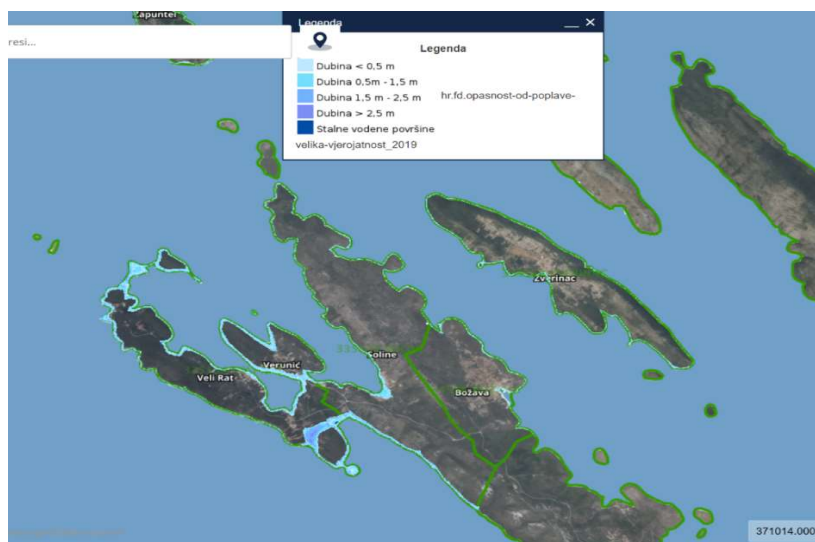 Zapuntel
Legenda
resi...
Legenda
Dubina < 0,5 m
Dubina 0,5m - 1,5 m
Dubina 1,5 m - 2,5 m
hr.fd.opasnost-od-poplave-
Dubina > 2,5 m
Stalne vodene površine
velika-vjerojatnost_2019
Zverinac
Soline
Verunić
Veli Rat
Božava
371014.000